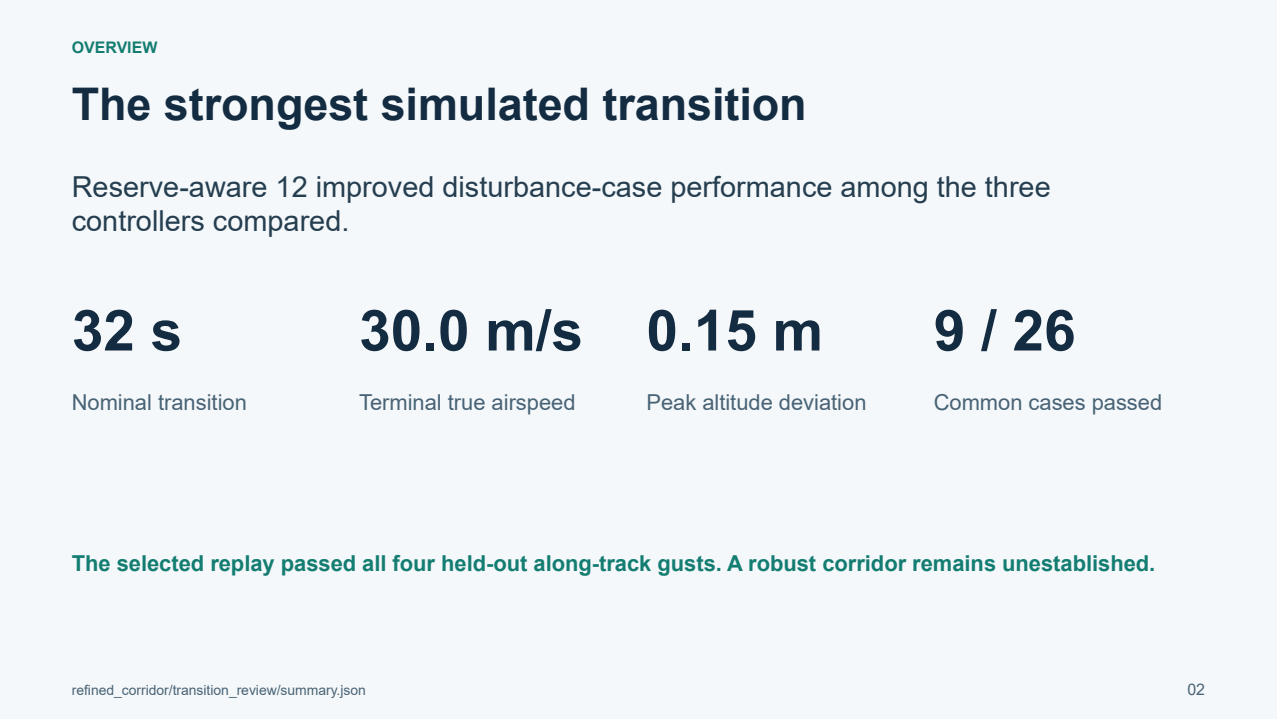 OVERVIEW
The strongest simulated transition
Reserve-aware 12 improved disturbance-case performance among the three
controllers compared.
32 s
Nominal transition
30.0 m/s
Terminal true airspeed
0.15 m
Peak altitude deviation
9 / 26
Common cases passed
The selected replay passed all four held-out along-track gusts. A robust corridor remains unestablished.
refined_corridor/transition_review/summary.json
02